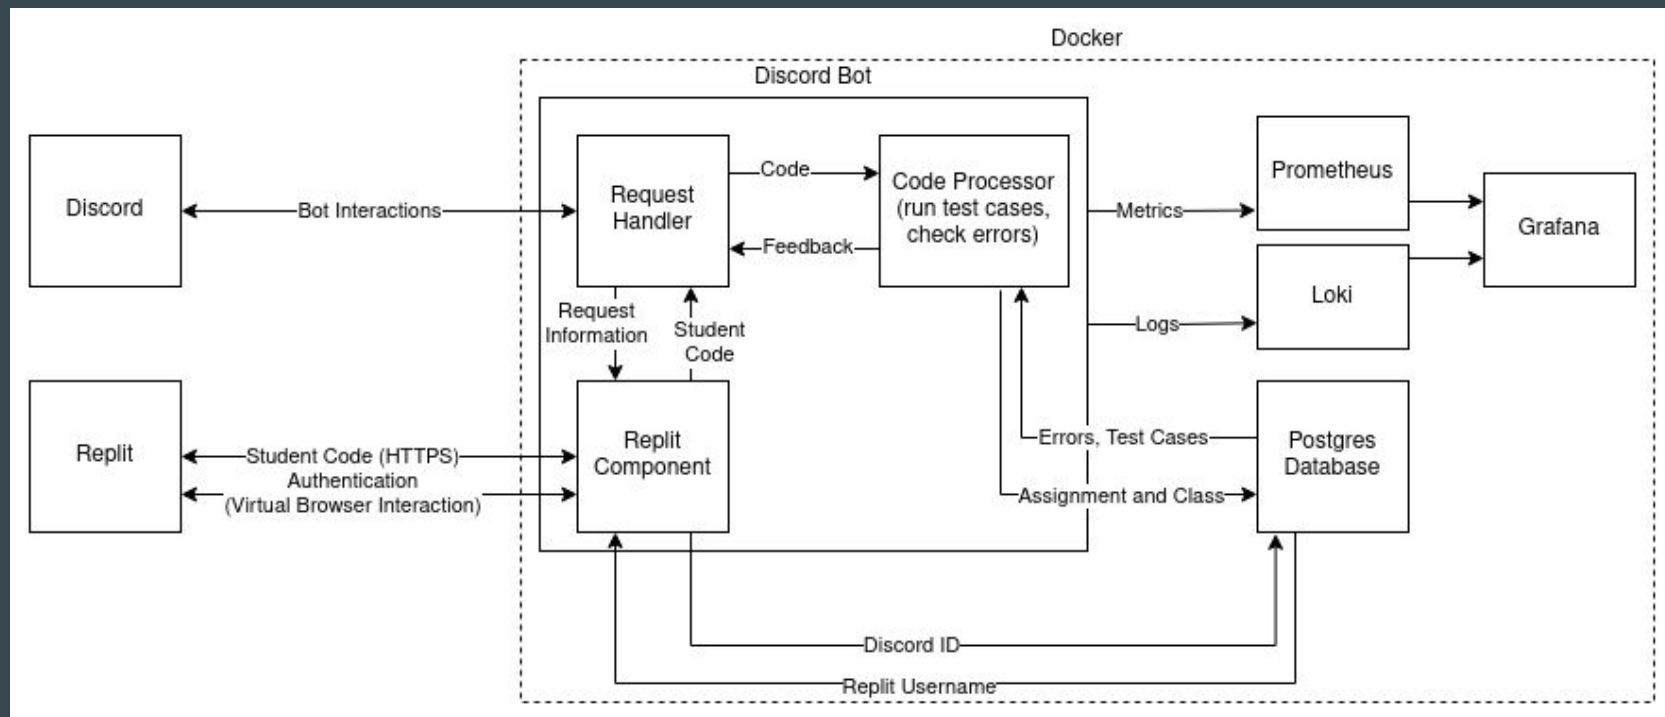 Docker
Discord Bot
Discord
Bot Interactions
Request
Handler
Code
Feedback
Code Processor
(run test cases,
check errors)
Metrics
Logs
Prometheus
Loki
Grafana
Request
Information
Student
Code
Replit
Student Code (HTTPS)
Authentication
(Virtual Browser Interaction)
Replit
Component
Errors, Test Cases
Assignment and Class
Postgres
Database
Discord ID
Replit Username